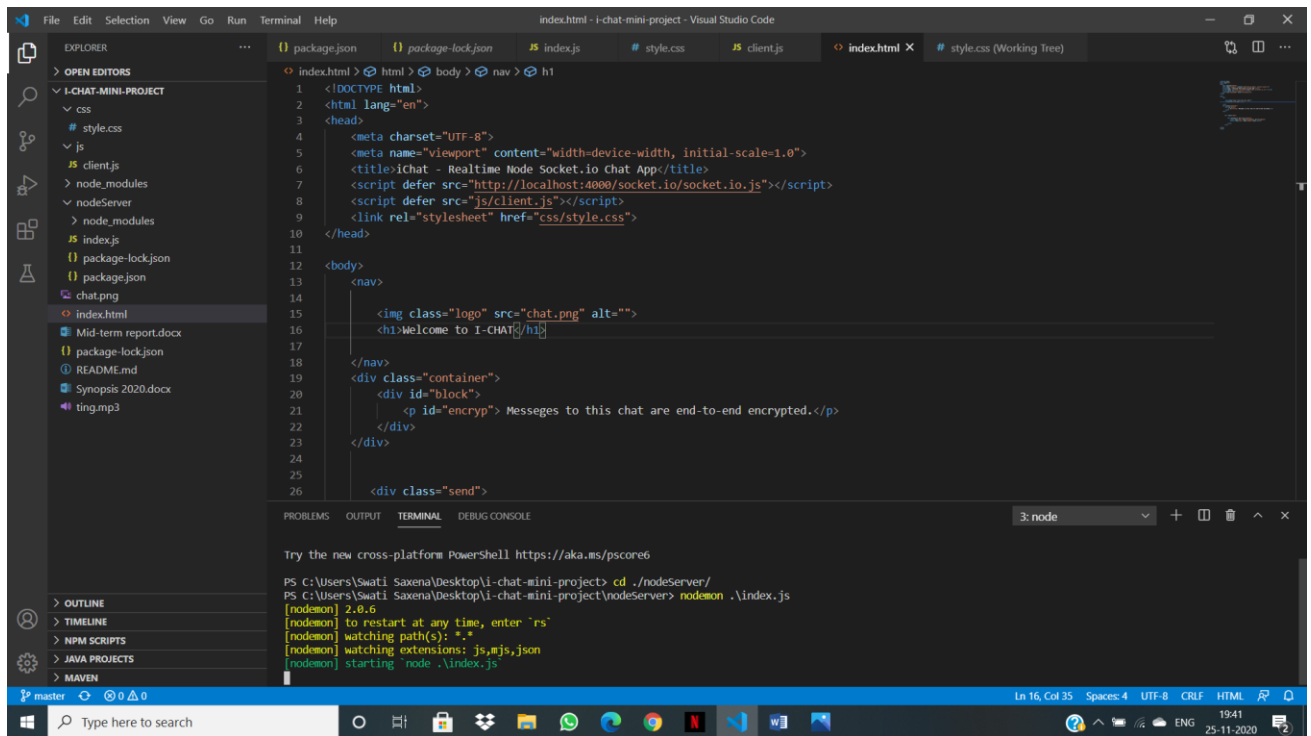 File Edit Selection View Go Run Terminal Help
index.html - i-chat-mini-project - Visual Studio Code
EXPLORER
OPEN EDITORS
I-CHAT-MINI-PROJECT
css
# style.css
js
JS client.js
node_modules
nodeServer
node_modules
JS index.js
{} package-lock.json
{} package.json
chat.png
<> index.html
Mid-term report.docx
{} package-lock.json
README.md
Synopsis 2020.docx
ting.mp3
OUTLINE
TIMELINE
NPM SCRIPTS
JAVA PROJECTS
MAVEN
{} package.json {} package-lock.json JS index.js # style.css JS client.js <> index.html # style.css (Working Tree)
<> index.html > html > body > nav > h1
1 <!DOCTYPE html>
2 <html lang="en">
3 <head>
4 <meta charset="UTF-8">
5 <meta name="viewport" content="width=device-width, initial-scale=1.0">
6 <title>iChat - Realtime Node Socket.io Chat App</title>
7 <script defer src="http://localhost:4000/socket.io/socket.io.js"></script>
8 <script defer src="js/client.js"></script>
9 <link rel="stylesheet" href="css/style.css">
10 </head>
11
12 <body>
13 <nav>
14
15 <img class="logo" src="chat.png" alt="">
16 <h1>Welcome to I-CHAT</h1>
17
18 </nav>
19 <div class="container">
20 <div id="block">
21 <p id="encryp"> Messeges to this chat are end-to-end encrypted.</p>
22 </div>
23 </div>
24
25
26 <div class="send">
PROBLEMS OUTPUT TERMINAL DEBUG CONSOLE
3: node
Try the new cross-platform PowerShell https://aka.ms/pscore6
PS C:\Users\Swati Saxena\Desktop\i-chat-mini-project> cd ./nodeServer/
PS C:\Users\Swati Saxena\Desktop\i-chat-mini-project\nodeServer> nodemon .\index.js
[nodemon] 2.0.6
[nodemon] to restart at any time, enter `rs`
[nodemon] watching path(s): *.*
[nodemon] watching extensions: js,mjs,json
[nodemon] starting `node .\index.js`
master 0 0
Ln 16, Col 35 Spaces: 4 UTF-8 CRLF HTML
Type here to search
N
ENG
19:41
25-11-2020
2